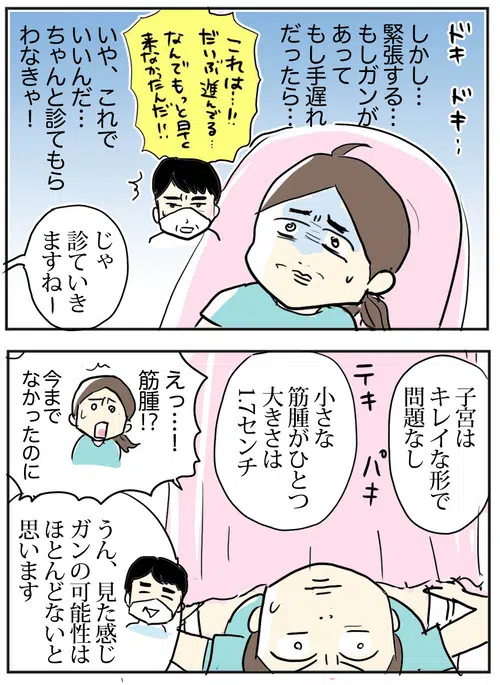 ドキ
ドキ…
しかし…
緊張する…
もしガンが
あって
もし手遅れ
だったら…
これは…!!
だいぶ進んでる…
なんでもっと早く
来なかったんだ!!
いや、これで
いいんだ…
ちゃんと診てもら
わなきゃ！
じゃ
診ていき
ますねー
子宮は
キレイな形で
問題なし
テキ
パキ
小さな
筋腫がひとつ
大きさは
1.7センチ
えっ…！
筋腫!?
今まで
なかったのに
うん、見た感じ
ガンの可能性は
ほとんどないと
思います